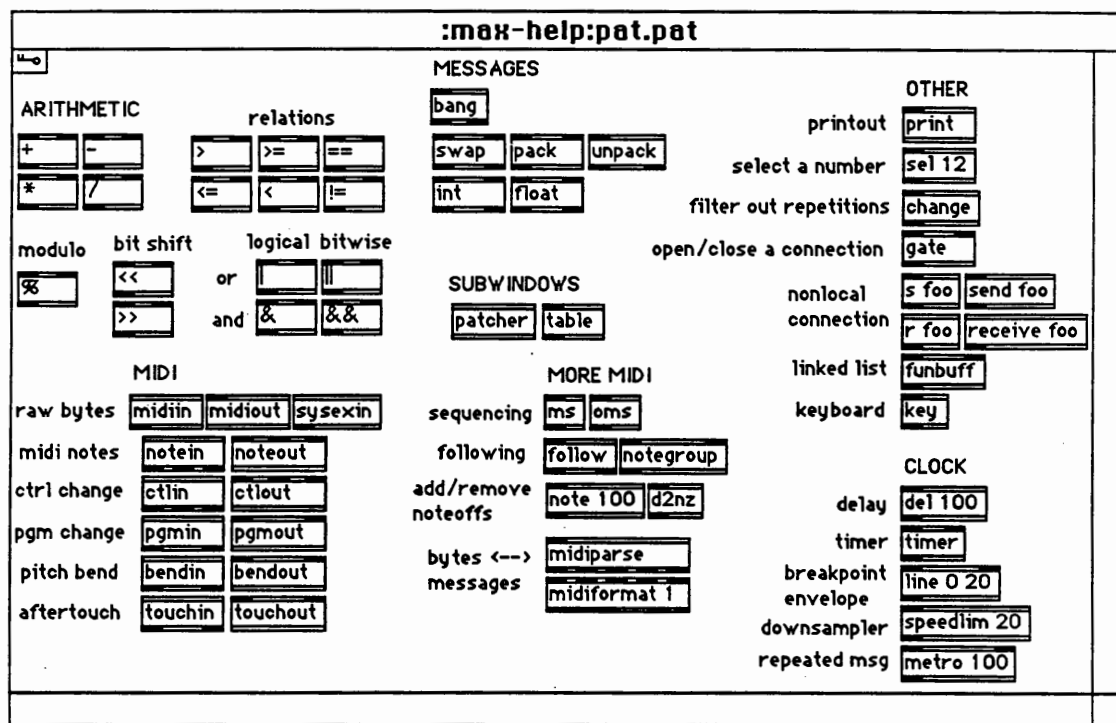 :max-help:pat.pat
ARITHMETIC
+ -
* /
relations
> >= ==
<= < !=
modulo
%
bit shift
<<
>>
logical bitwise
or | ||
and & &&
MESSAGES
bang
swap pack unpack
int float
SUBWINDOWS
patcher table
MIDI
raw bytes midiin midiout sysexin
midi notes notein noteout
ctrl change ctlin ctlout
pgm change pgmin pgmout
pitch bend bendin bendout
aftertouch touchin touchout
MORE MIDI
sequencing ms oms
following follow notegroup
add/remove
noteoffs
note 100 d2nz
bytes <-->
messages
midiparse
midiformat 1
OTHER
printout print
select a number sel 12
filter out repetitions change
open/close a connection gate
nonlocal
connection
s foo send foo
r foo receive foo
linked list funbuff
keyboard key
CLOCK
delay del 100
timer timer
breakpoint
envelope
line 0 20
downsampler speedlim 20
repeated msg metro 100